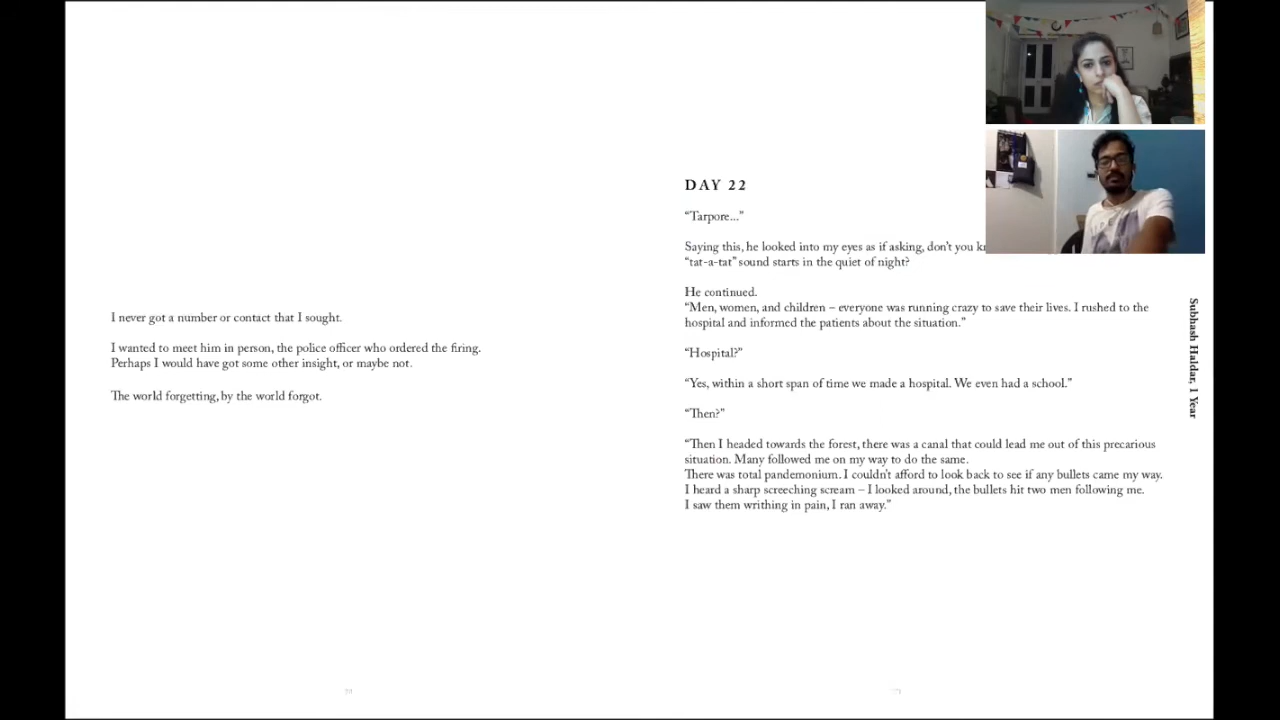 I never got a number or contact that I sought.
I wanted to meet him in person, the police officer who ordered the firing.
Perhaps I would have got some other insight, or maybe not.
The world forgetting, by the world forgot.
DAY 22
“Tarpore...”
Saying this, he looked into my eyes as if asking, don’t you
“tat-a-tat” sound starts in the quiet of night?
He continued.
“Men, women, and children – everyone was running crazy to save their lives. I rushed to the
hospital and informed the patients about the situation.”
“Hospital?”
“Yes, within a short span of time we made a hospital. We even had a school.”
“Then?”
“Then I headed towards the forest, there was a canal that could lead me out of this precarious
situation. Many followed me on my way to do the same.
There was total pandemonium. I couldn’t afford to look back to see if any bullets came my way.
I heard a sharp screeching scream – I looked around, the bullets hit two men following me.
I saw them writhing in pain, I ran away.”
Subhash Haldar, 1 Year